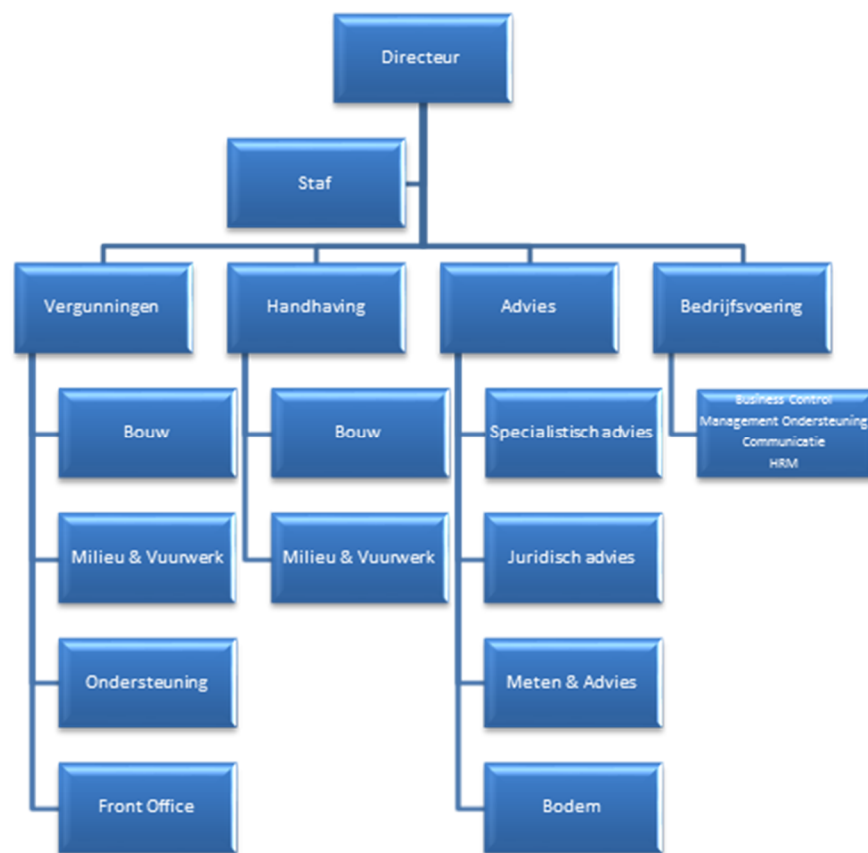 Directeur
Staf
Vergunningen
Handhaving
Advies
Bedrijfsvoering
Bouw
Bouw
Specialistisch advies
Business Control
Management Ondersteuning
Communicatie
HRM
Milieu & Vuurwerk
Milieu & Vuurwerk
Juridisch advies
Ondersteuning
Meten & Advies
Front Office
Bodem